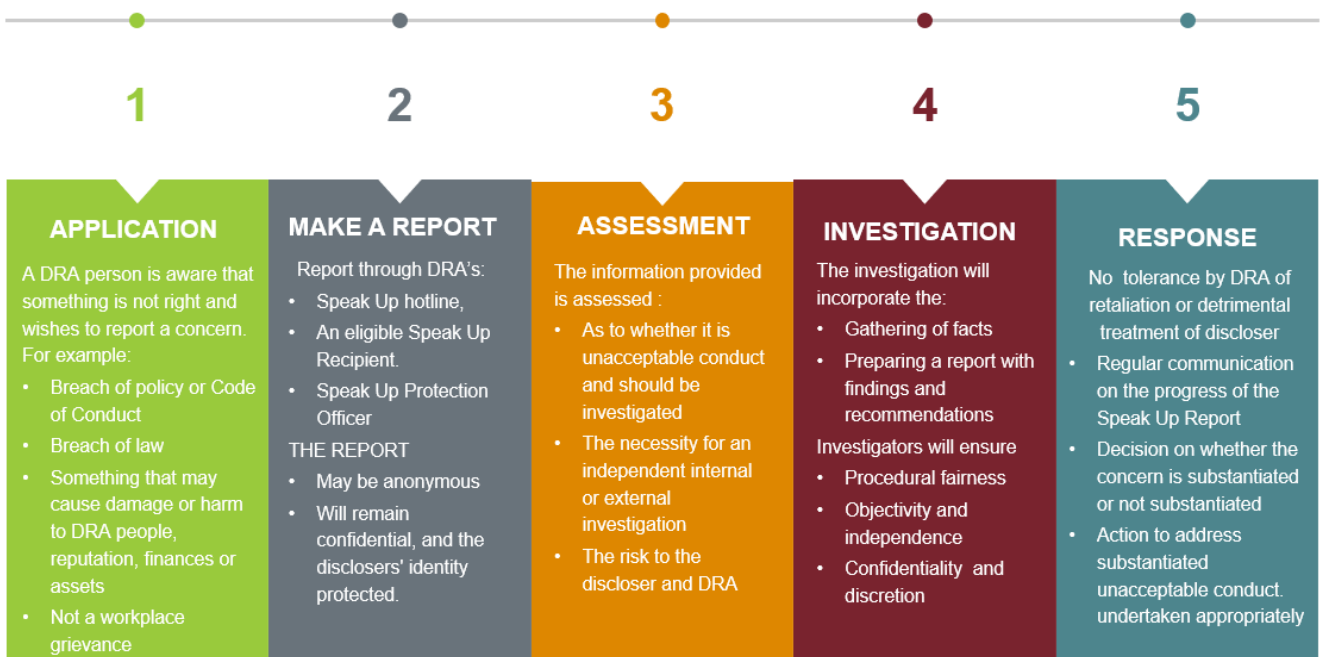 1
2
3
4
5
APPLICATION
A DRA person is aware that
something is not right and
wishes to report a concern.
For example:
• Breach of policy or Code
of Conduct
• Breach of law
• Something that may
cause damage or harm
to DRA people,
reputation, finances or
assets
• Not a workplace
grievance
MAKE A REPORT
Report through DRA's:
• Speak Up hotline,
• An eligible Speak Up
Recipient.
• Speak Up Protection
Officer
THE REPORT
• May be anonymous
• Will remain
confidential, and the
disclosers' identity
protected.
ASSESSMENT
The information provided
is assessed :
• As to whether it is
unacceptable conduct
and should be
investigated
• The necessity for an
independent internal
or external
investigation
• The risk to the
discloser and DRA
INVESTIGATION
The investigation will
incorporate the:
• Gathering of facts
• Preparing a report with
findings and
recommendations
Investigators will ensure
• Procedural fairness
• Objectivity and
independence
• Confidentiality and
discretion
RESPONSE
No tolerance by DRA of
retaliation or detrimental
treatment of discloser
• Regular communication
on the progress of the
Speak Up Report
• Decision on whether the
concern is substantiated
or not substantiated
• Action to address
substantiated
unacceptable conduct.
undertaken appropriately